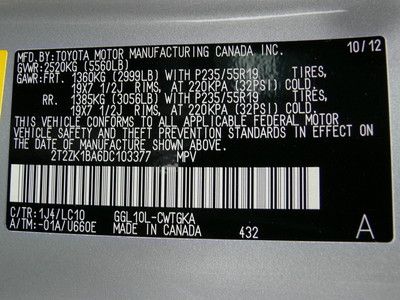 MFD. BY: TOYOTA MOTOR MANUFACTURING CANADA INC. 10/12
GVWR: 2520KG (5560LB)
GAWR: FRT. 1360KG (2999LB) WITH P235/55R19 TIRES,
19X7 1/2J RIMS, AT 220KPA (32PSI) COLD.
RR. 1385KG (3056LB) WITH P235/55R19 TIRES,
19X7 1/2J RIMS, AT 220KPA (32PSI) COLD.
THIS VEHICLE CONFORMS TO ALL APPLICABLE FEDERAL MOTOR
VEHICLE SAFETY AND THEFT PREVENTION STANDARDS IN EFFECT ON
THE DATE OF MANUFACTURE SHOWN ABOVE.
2T2ZK1BA6DC103377 MPV
C/TR: 1J4/LC10 GGL10L-CWTGKA
A/TM: -01A/U660E MADE IN CANADA 432 A